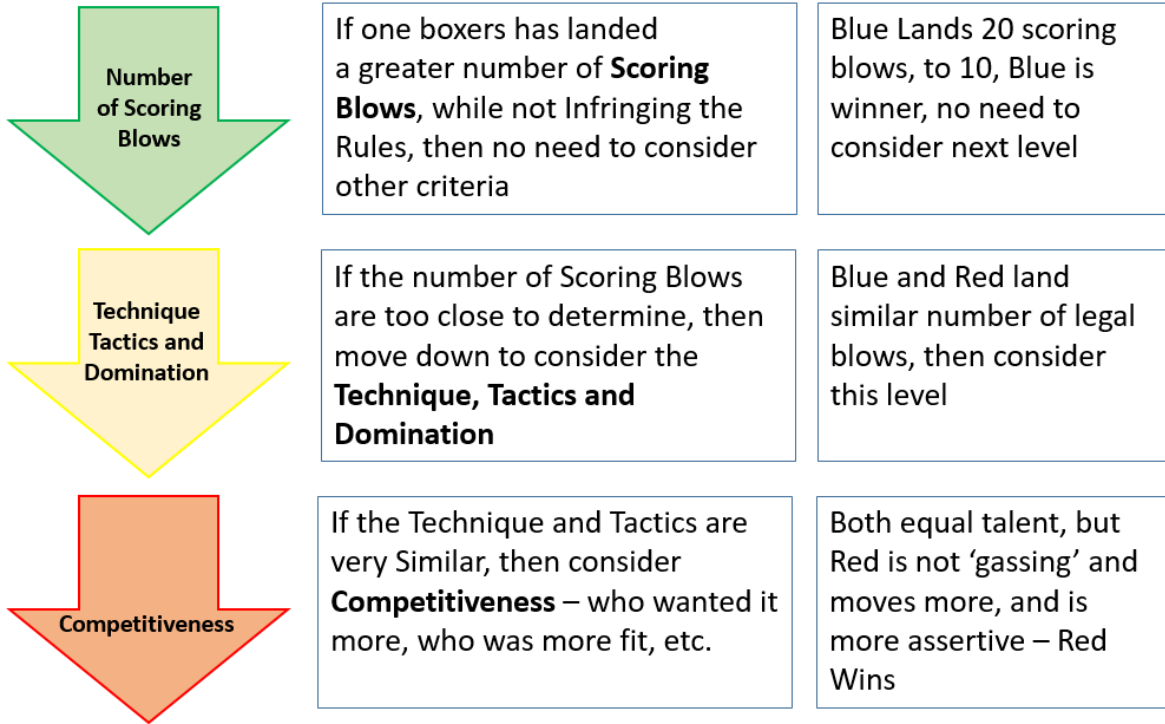 Number
of Scoring
Blows
If one boxers has landed
a greater number of Scoring
Blows, while not Infringing the
Rules, then no need to consider
other criteria
Blue Lands 20 scoring
blows, to 10, Blue is
winner, no need to
consider next level
Technique
Tactics and
Domination
If the number of Scoring Blows
are too close to determine, then
move down to consider the
Technique, Tactics and
Domination
Blue and Red land
similar number of legal
blows, then consider
this level
Competitiveness
If the Technique and Tactics are
very Similar, then consider
Competitiveness – who wanted it
more, who was more fit, etc.
Both equal talent, but
Red is not ‘gassing’ and
moves more, and is
more assertive – Red
Wins